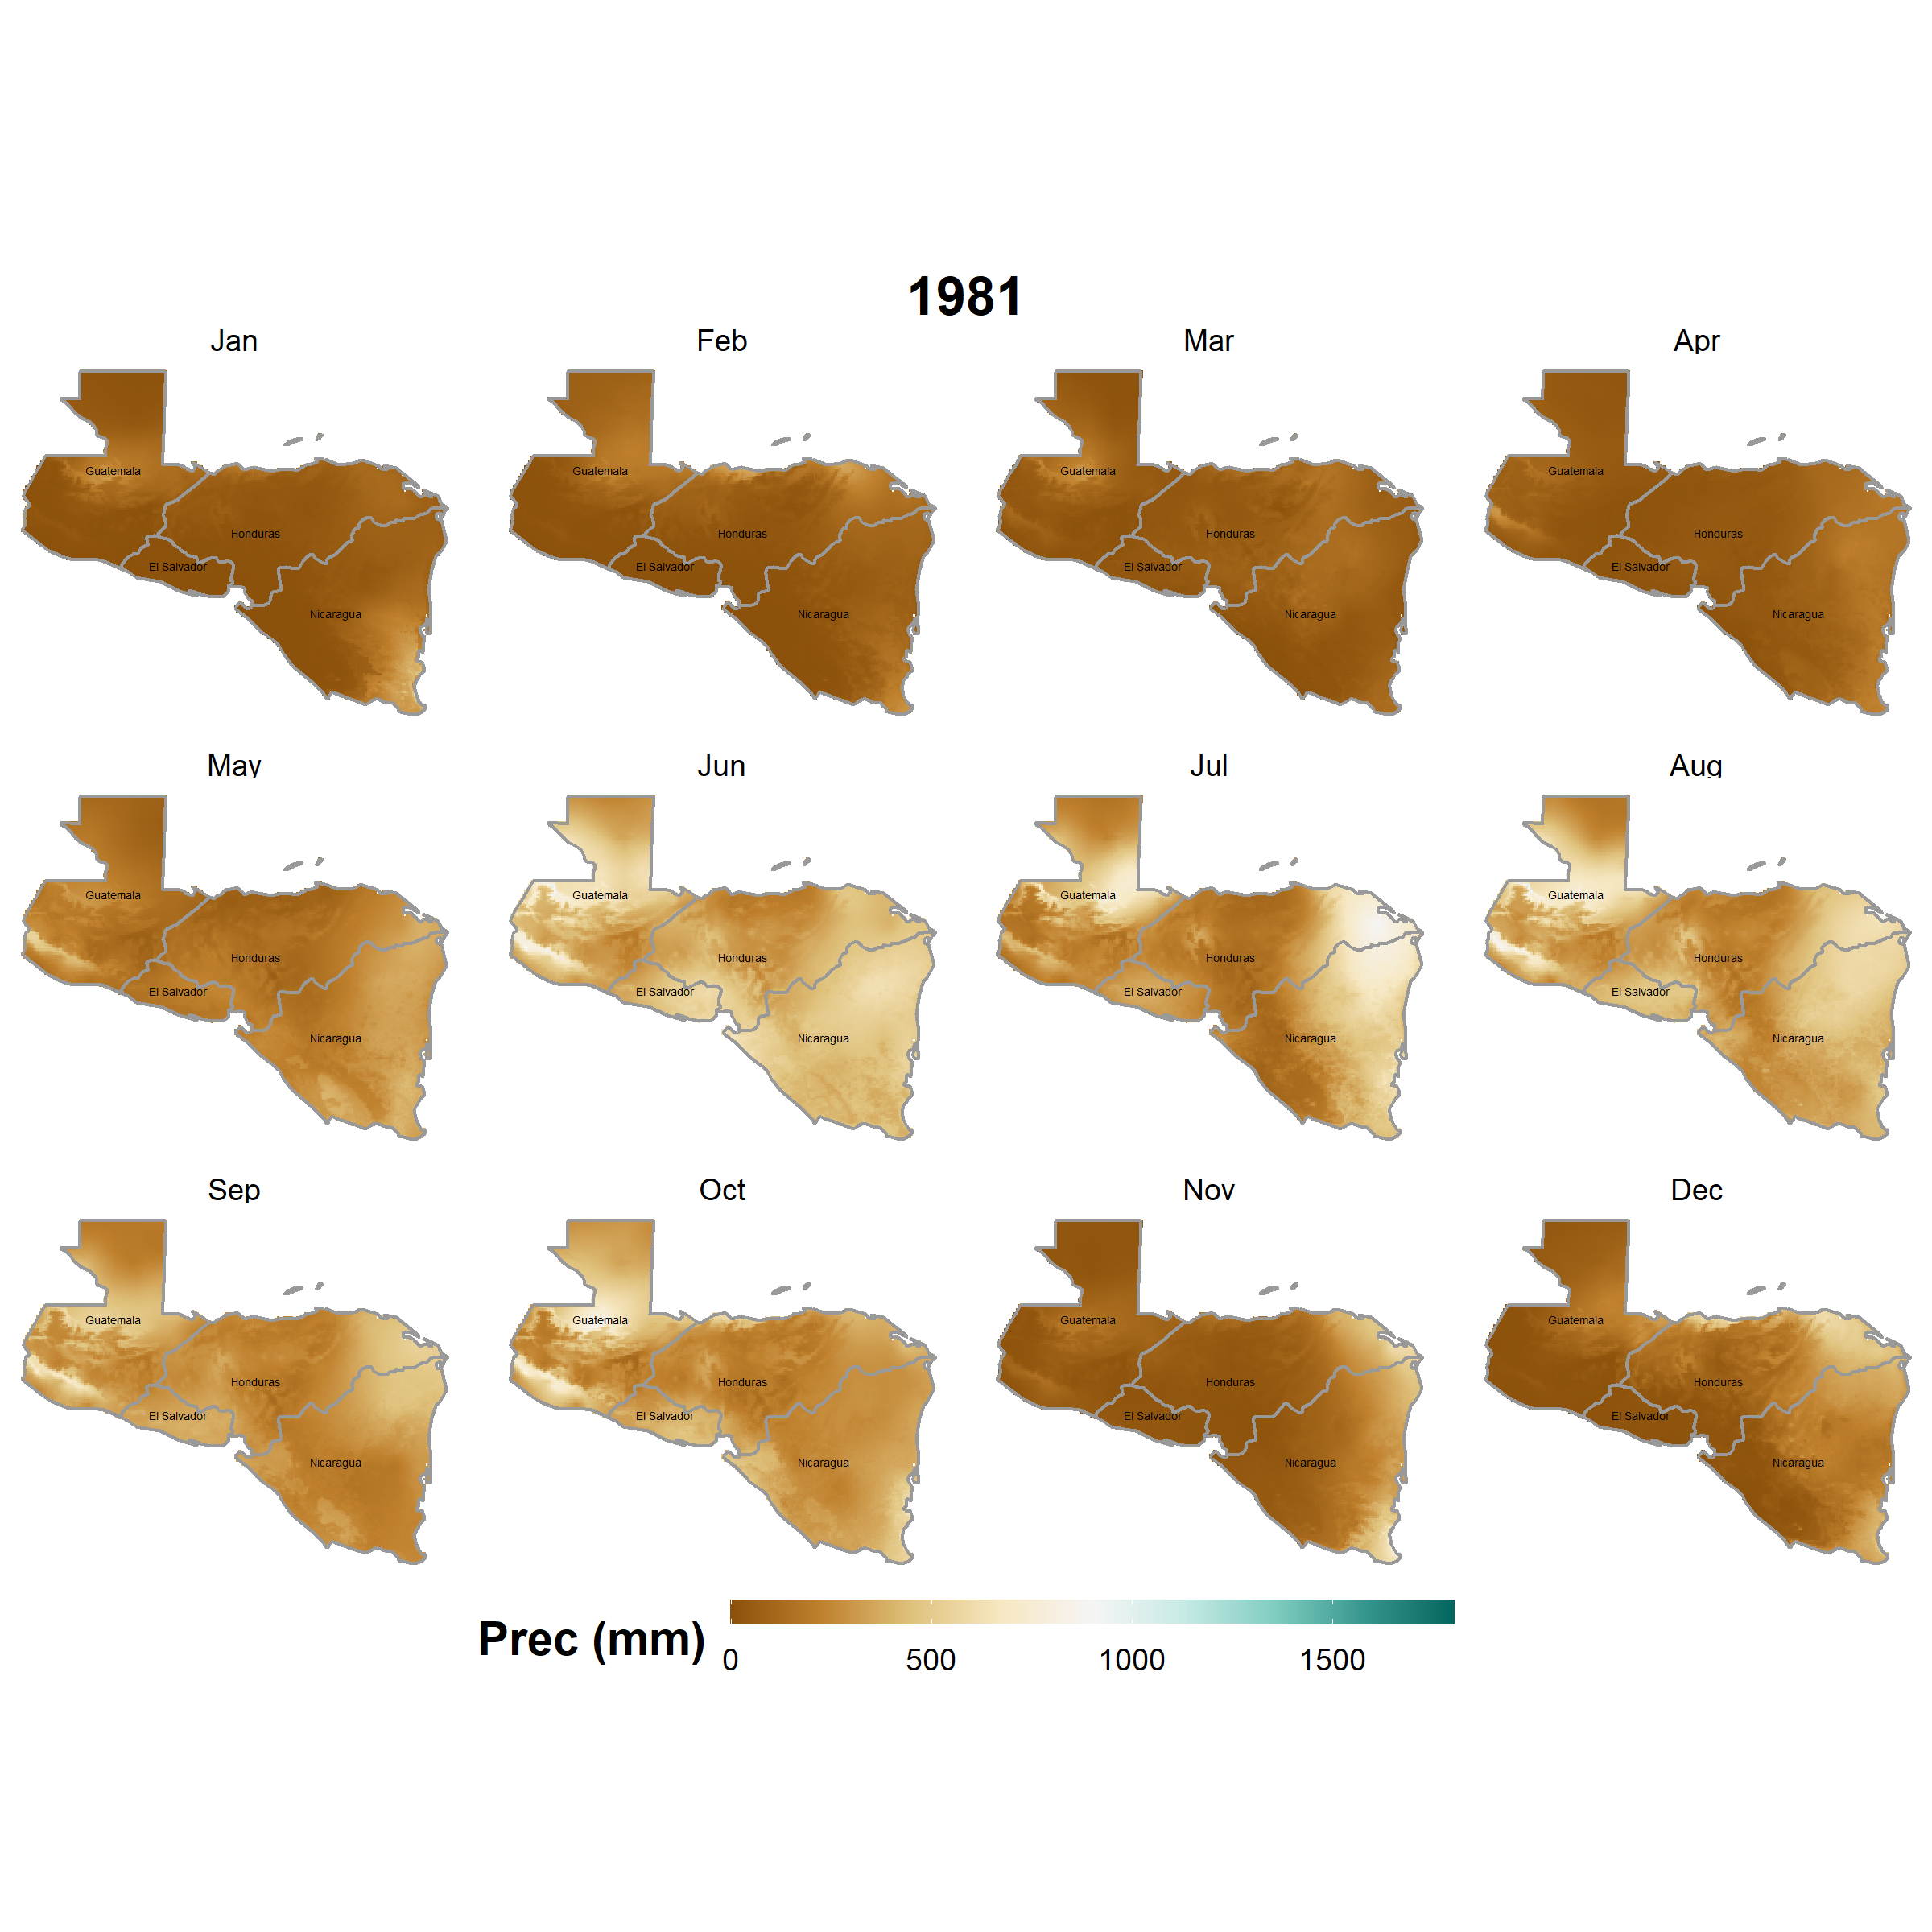 1981
Jan Feb Mar Apr
Guatemala Guatemala Guatemala Guatemala
Honduras Honduras Honduras Honduras
El Salvador El Salvador El Salvador El Salvador
Nicaragua Nicaragua Nicaragua Nicaragua
May Jun Jul Aug
Guatemala Guatemala Guatemala Guatemala
Honduras Honduras Honduras Honduras
El Salvador El Salvador El Salvador El Salvador
Nicaragua Nicaragua Nicaragua Nicaragua
Sep Oct Nov Dec
Guatemala Guatemala Guatemala Guatemala
Honduras Honduras Honduras Honduras
El Salvador El Salvador El Salvador El Salvador
Nicaragua Nicaragua Nicaragua Nicaragua
Prec (mm)
0 500 1000 1500